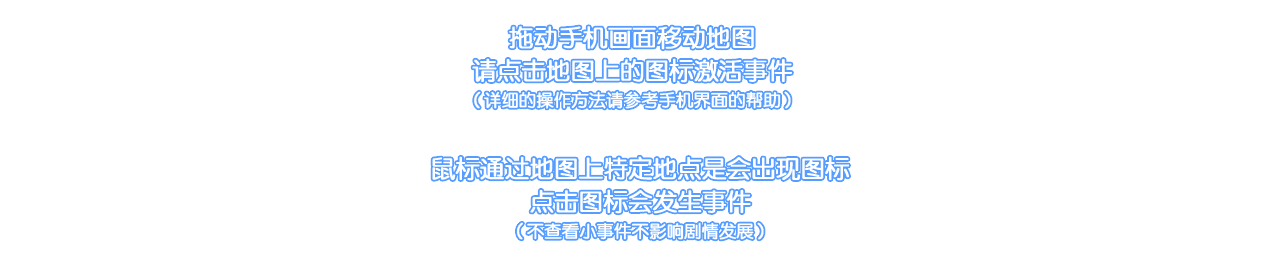 拖动手机画面移动地图
请点击地图上的图标激活事件
（详细的操作方法请参考手机界面的帮助）
鼠标通过地图上特定地点是会出现图标
点击图标会发生事件
（不查看小事件不影响剧情发展）